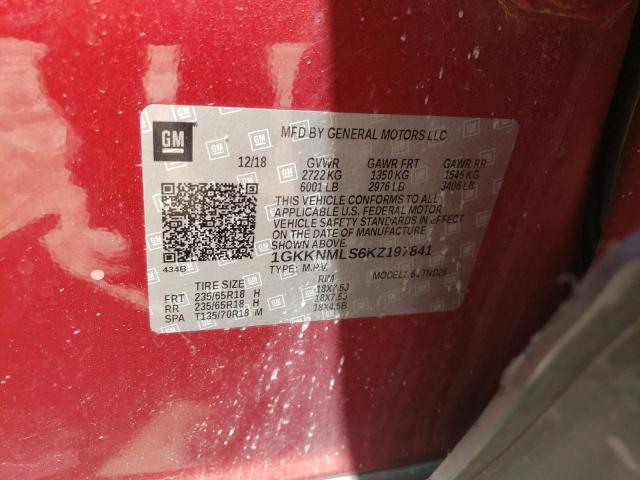 GM
MFD BY GENERAL MOTORS LLC
12/18 GVWR GAWR FRT GAWR RR
2722 KG 1350 KG 1545 KG
6001 LB 2976 LB 3406 LB
THIS VEHICLE CONFORMS TO ALL
APPLICABLE U.S. FEDERAL MOTOR
VEHICLE SAFETY STANDARDS IN EFFECT
ON THE DATE OF MANUFACTURE
SHOWN ABOVE.
1GKKNMLS6KZ197841
434B
TYPE: M.P.V. MODEL: 6JTND26
TIRE SIZE RIM
FRT 235/65R18 H 18X7.5J
RR 235/65R18 H 18X7.5J
SPA T135/70R18 M 18X4.5B